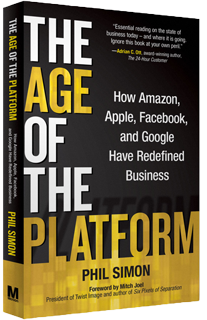 "Essential reading on the state of
business today – and where it is going.
Ignore this book at your own peril."
—Adrian C. Ott, award-winning author,
The 24-Hour Customer
THE
AGE
OF
THE
PLATFORM
How Amazon,
Apple, Facebook,
and Google
Have Redefined
Business
PHIL SIMON
Foreword by Mitch Joel
President of Twist Image and author of Six Pixels of Separation
THE AGE OF THE PLATFORM
How Amazon, Apple, Facebook,
and Google Have Redefined Business
PHIL SIMON
M